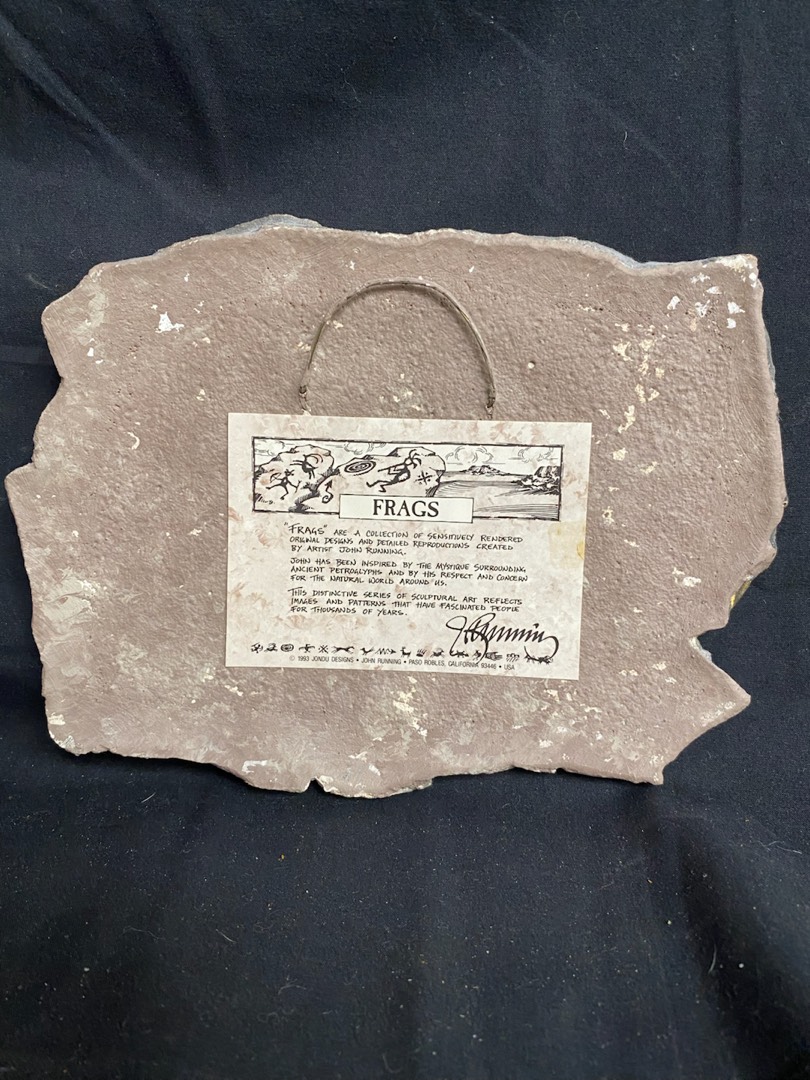 FRAGS
"FRAGS" ARE A COLLECTION OF SENSITIVELY RENDERED
ORIGINAL DESIGNS AND DETAILED REPRODUCTIONS CREATED
BY ARTIST JOHN RUNNING.
JOHN HAS BEEN INSPIRED BY THE MYSTIQUE SURROUNDING
ANCIENT PETROGLYPHS AND BY HIS RESPECT AND CONCERN
FOR THE NATURAL WORLD AROUND US.
THIS DISTINCTIVE SERIES OF SCULPTURAL ART REFLECTS
IMAGES AND PATTERNS THAT HAVE FASCINATED PEOPLE
FOR THOUSANDS OF YEARS.
© 1993 JONDU DESIGNS • JOHN RUNNING • PASO ROBLES, CALIFORNIA 93446 • USA